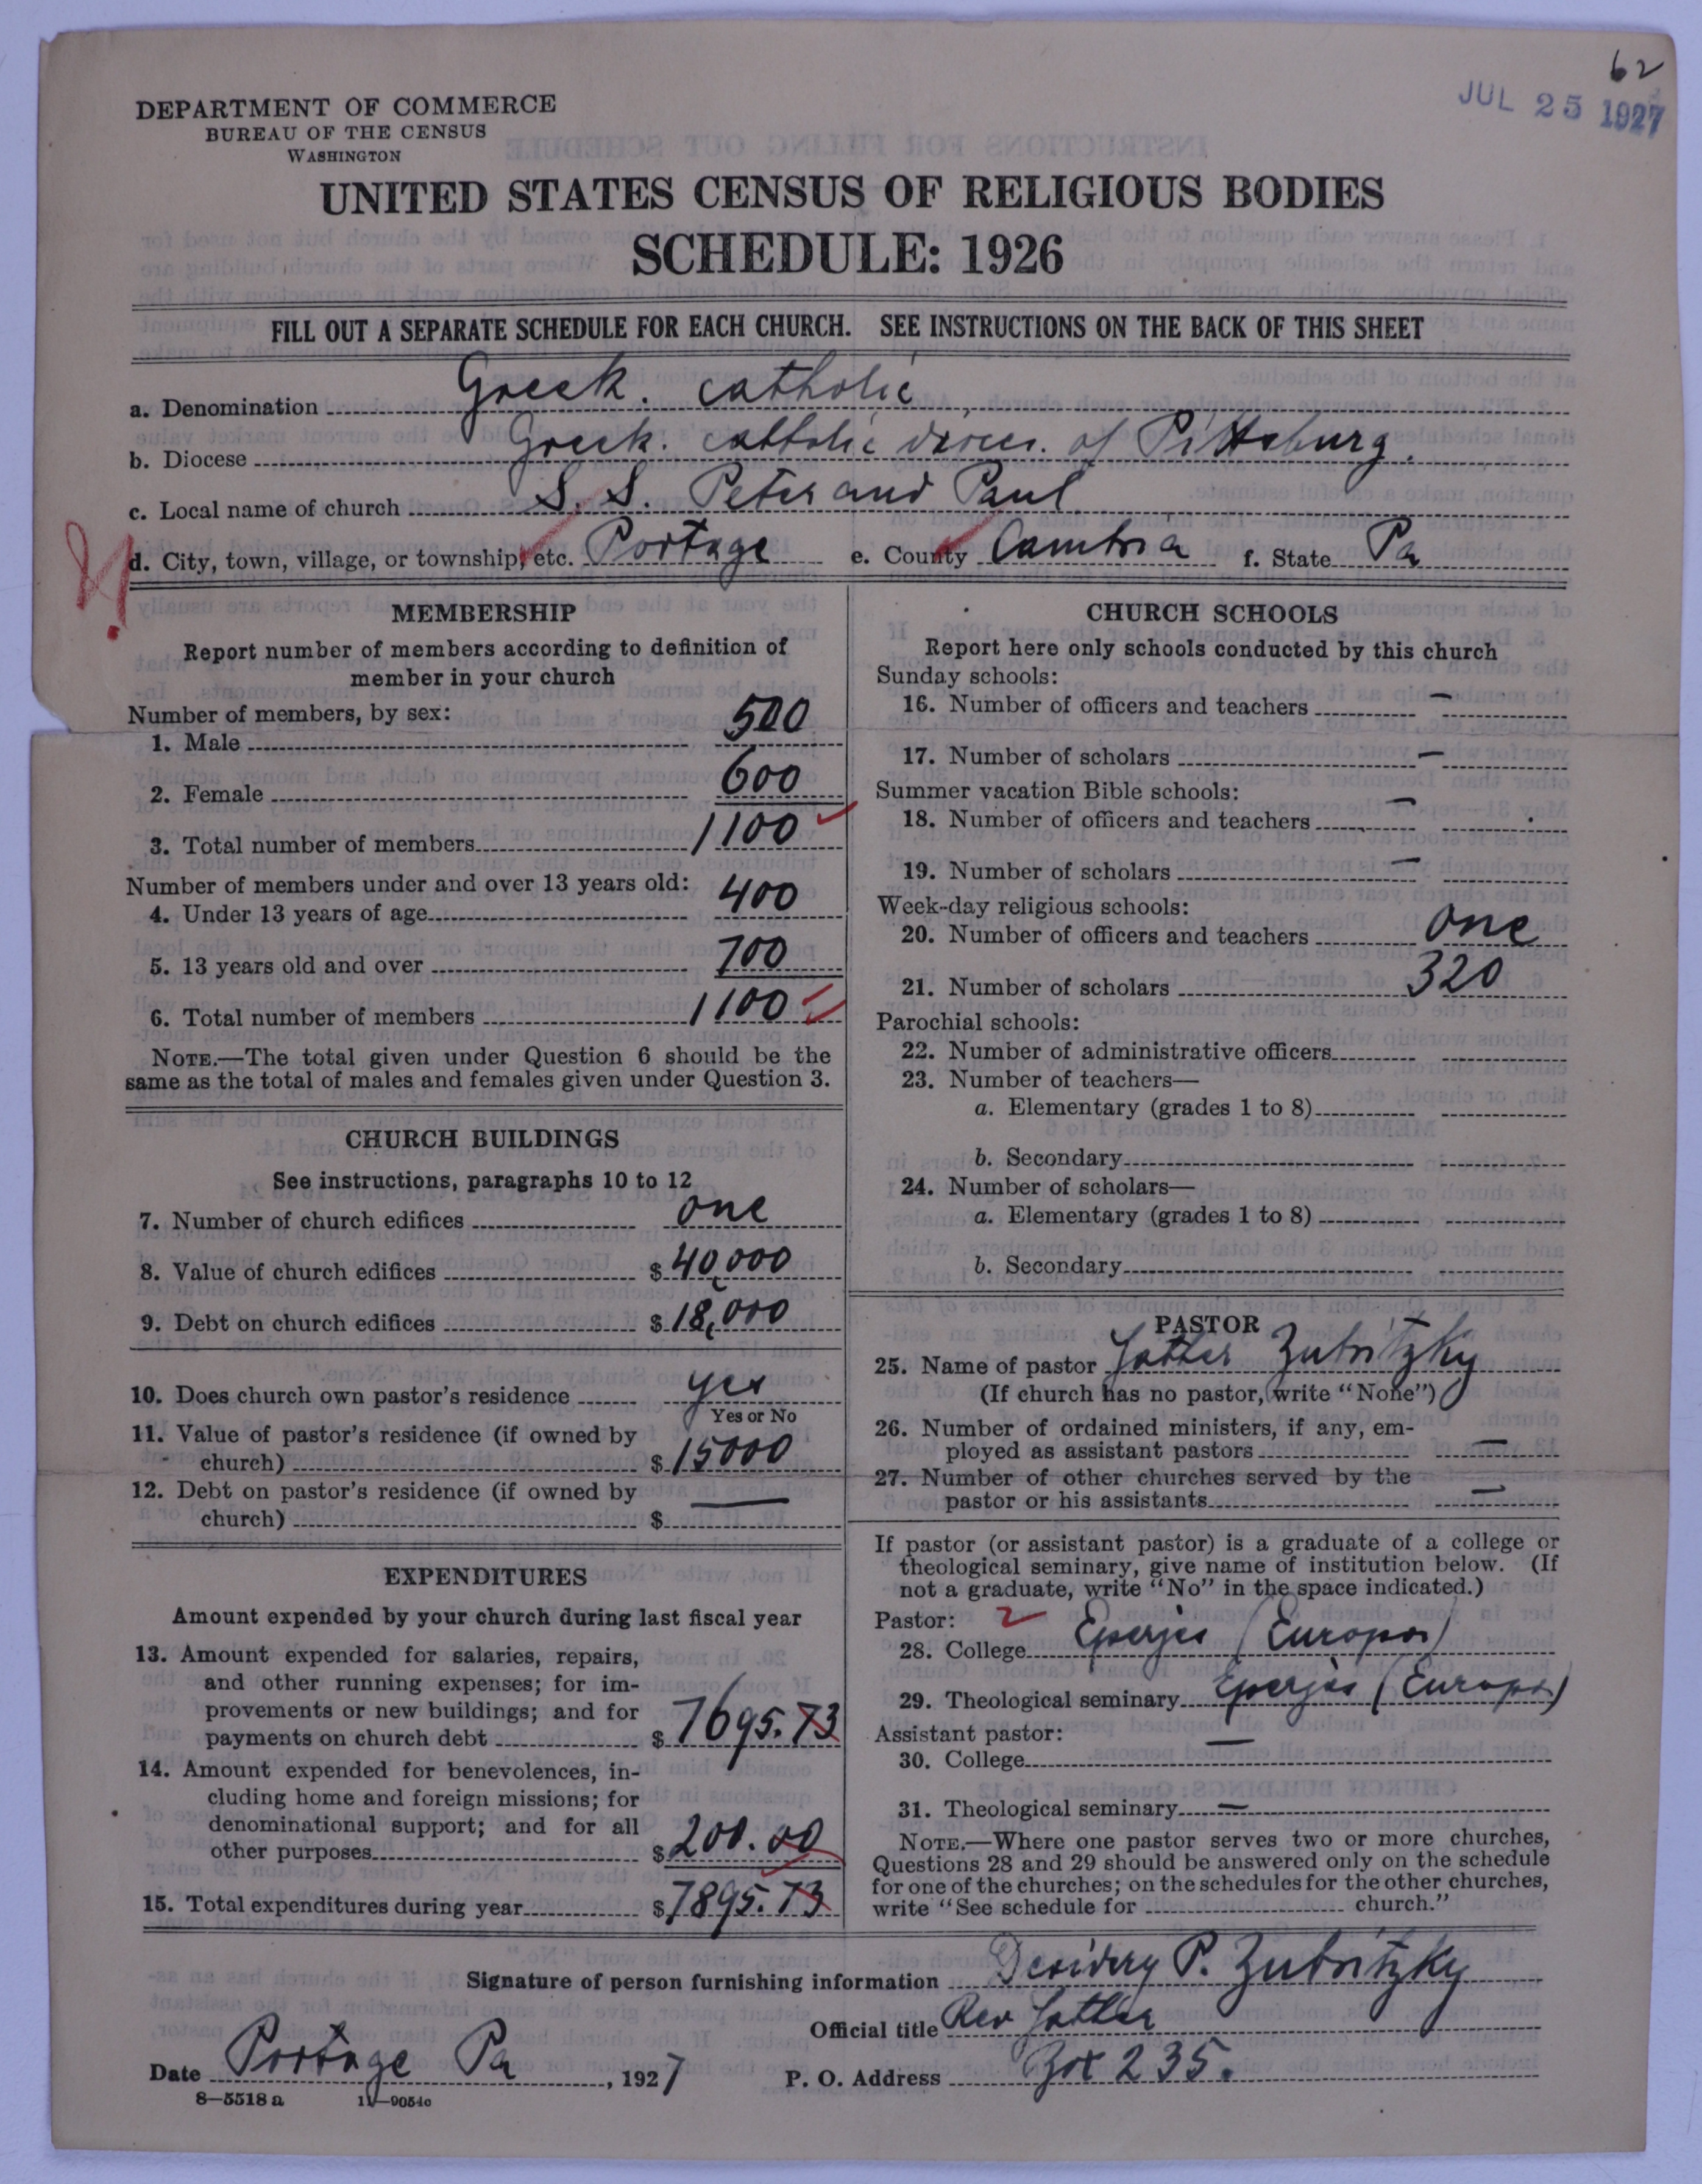 62
JUL 25 1927
DEPARTMENT OF COMMERCE
BUREAU OF THE CENSUS
WASHINGTON
UNITED STATES CENSUS OF RELIGIOUS BODIES
SCHEDULE: 1926
FILL OUT A SEPARATE SCHEDULE FOR EACH CHURCH. SEE INSTRUCTIONS ON THE BACK OF THIS SHEET
a. Denomination Greek. catholic
b. Diocese Greek. catholic dioces. of Pittsburg.
c. Local name of church S. S. Peter and Paul
d. City, town, village, or township, etc. Portage e. County Cambria f. State Pa
MEMBERSHIP
Report number of members according to definition of
member in your church
Number of members, by sex:
1. Male 500
2. Female 600
3. Total number of members 1100
Number of members under and over 13 years old:
4. Under 13 years of age 400
5. 13 years old and over 700
6. Total number of members 1100
NOTE.—The total given under Question 6 should be the
same as the total of males and females given under Question 3.
CHURCH BUILDINGS
See instructions, paragraphs 10 to 12
7. Number of church edifices one
8. Value of church edifices $ 40,000
9. Debt on church edifices $ 18,000
10. Does church own pastor's residence yes
Yes or No
11. Value of pastor's residence (if owned by
church) $ 15000
12. Debt on pastor's residence (if owned by
church) $ —
EXPENDITURES
Amount expended by your church during last fiscal year
13. Amount expended for salaries, repairs,
and other running expenses; for im-
provements or new buildings; and for
payments on church debt $ 7695.73
14. Amount expended for benevolences, in-
cluding home and foreign missions; for
denominational support; and for all
other purposes $ 200.00
15. Total expenditures during year $ 7895.73
CHURCH SCHOOLS
Report here only schools conducted by this church
Sunday schools:
16. Number of officers and teachers —
17. Number of scholars —
Summer vacation Bible schools:
18. Number of officers and teachers —
19. Number of scholars —
Week-day religious schools:
20. Number of officers and teachers one
21. Number of scholars 320
Parochial schools:
22. Number of administrative officers
23. Number of teachers—
a. Elementary (grades 1 to 8)
b. Secondary
24. Number of scholars—
a. Elementary (grades 1 to 8)
b. Secondary
PASTOR
25. Name of pastor Father Zubritzky
(If church has no pastor, write "None")
26. Number of ordained ministers, if any, em-
ployed as assistant pastors —
27. Number of other churches served by the
pastor or his assistants —
If pastor (or assistant pastor) is a graduate of a college or
theological seminary, give name of institution below. (If
not a graduate, write "No" in the space indicated.)
Pastor:
28. College Eperjes (Europa)
29. Theological seminary Eperjes (Europa)
Assistant pastor:
30. College —
31. Theological seminary —
NOTE.—Where one pastor serves two or more churches,
Questions 28 and 29 should be answered only on the schedule
for one of the churches; on the schedules for the other churches,
write "See schedule for church."
Signature of person furnishing information Desidery P. Zubritzky
Official title Rev Father
Date Portage Pa, 1927 P. O. Address Box 235.
8—5518 a 11—9054c